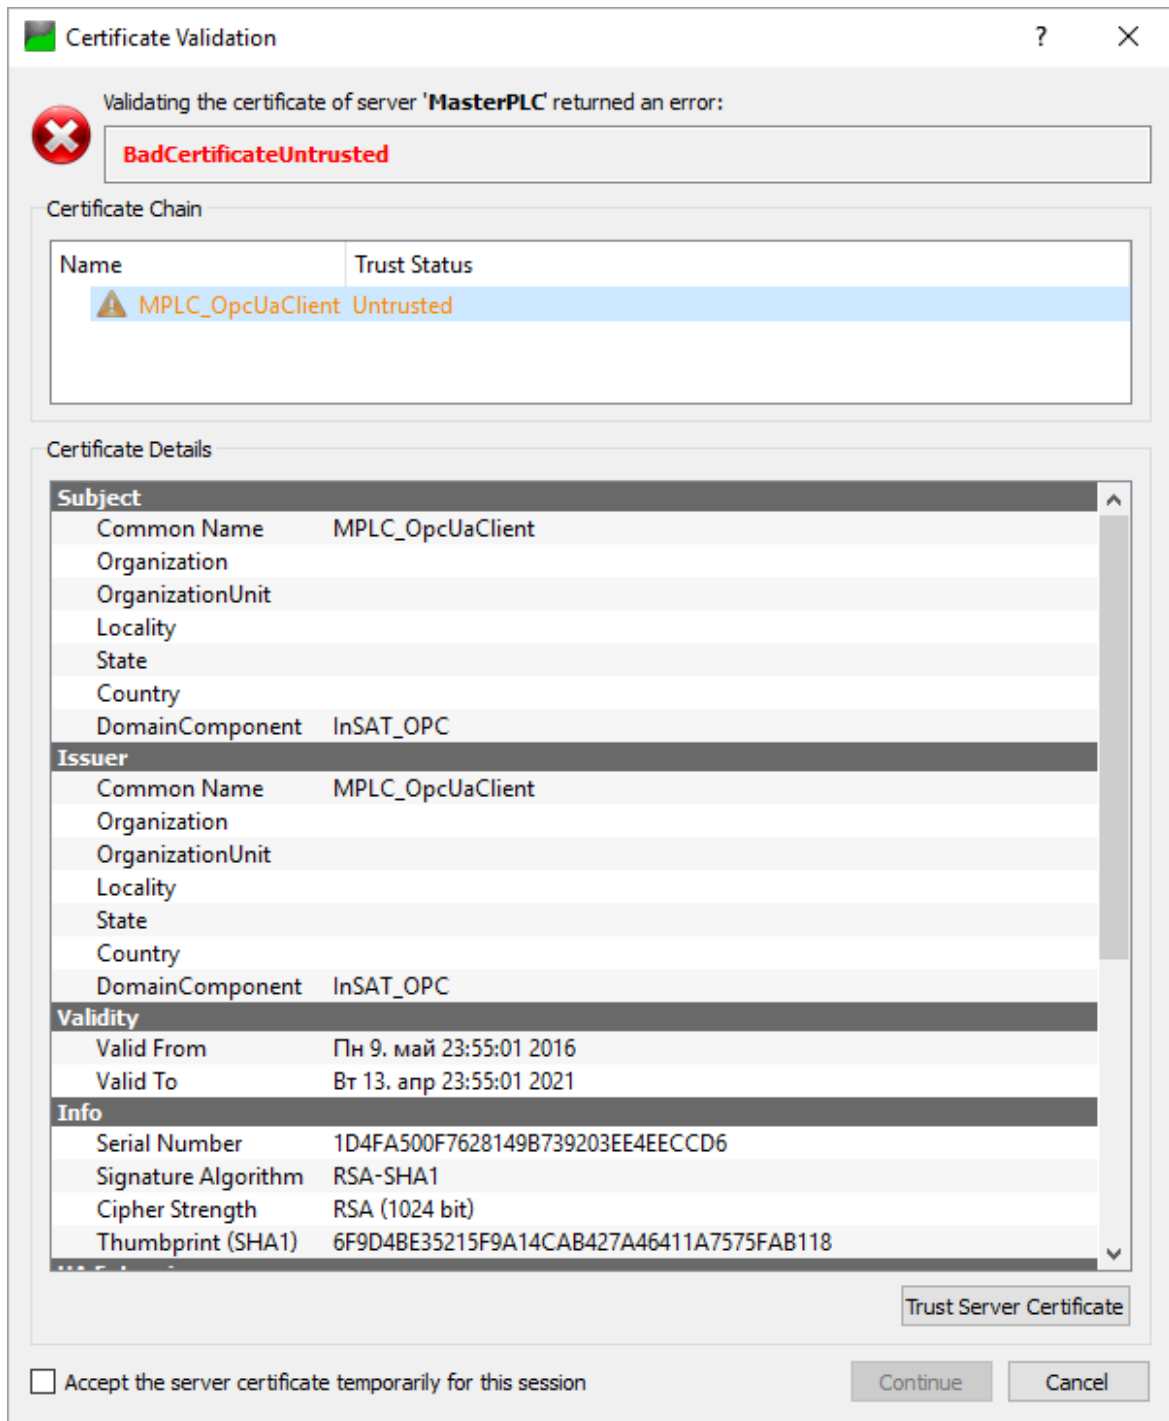 Certificate Validation ?
Validating the certificate of server 'MasterPLC' returned an error:
BadCertificateUntrusted
Certificate Chain
Name Trust Status
MPLC_OpcUaClient Untrusted
Certificate Details
Subject
Common Name MPLC_OpcUaClient
Organization
OrganizationUnit
Locality
State
Country
DomainComponent InSAT_OPC
Issuer
Common Name MPLC_OpcUaClient
Organization
OrganizationUnit
Locality
State
Country
DomainComponent InSAT_OPC
Validity
Valid From Пн 9. май 23:55:01 2016
Valid To Вт 13. апр 23:55:01 2021
Info
Serial Number 1D4FA500F7628149B739203EE4EECCD6
Signature Algorithm RSA-SHA1
Cipher Strength RSA (1024 bit)
Thumbprint (SHA1) 6F9D4BE35215F9A14CAB427A46411A7575FAB118
Trust Server Certificate
Accept the server certificate temporarily for this session
Continue Cancel